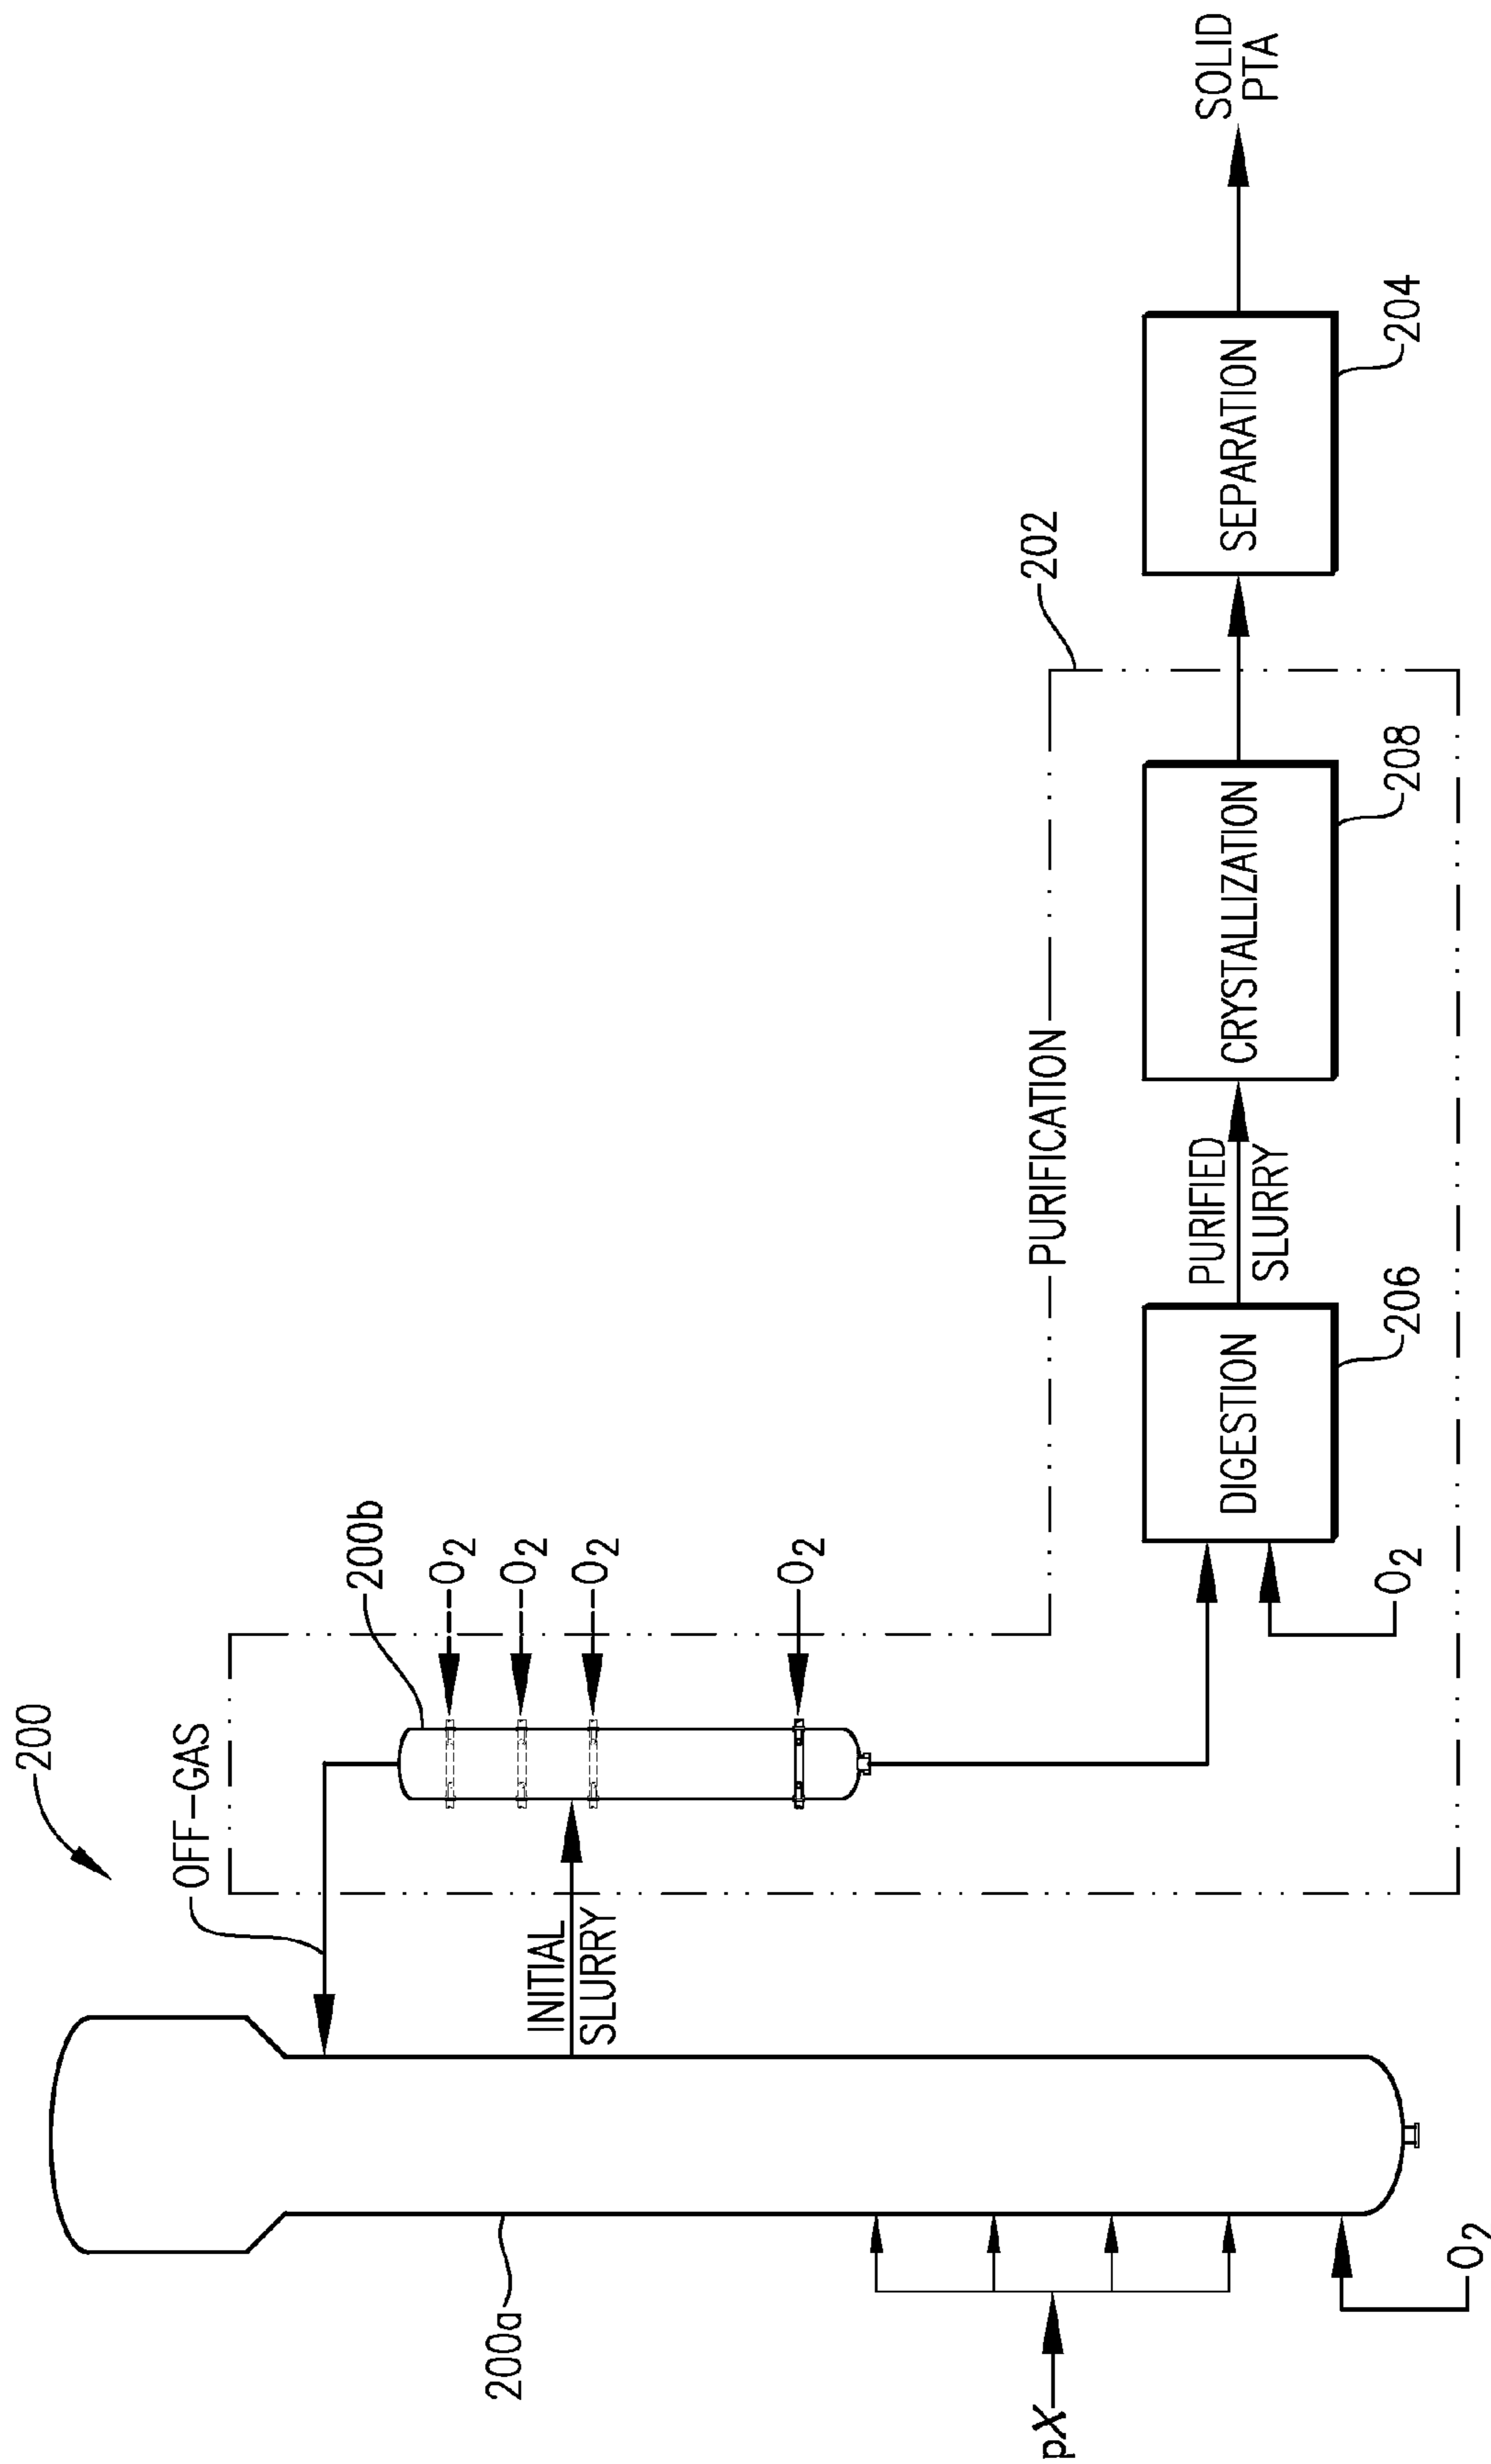 200
OFF-GAS
200b
O2
O2
O2
O2
INITIAL
SLURRY
200a
pX
O2
PURIFICATION
202
DIGESTION
206
O2
PURIFIED
SLURRY
CRYSTALLIZATION
208
SEPARATION
204
SOLID
PTA